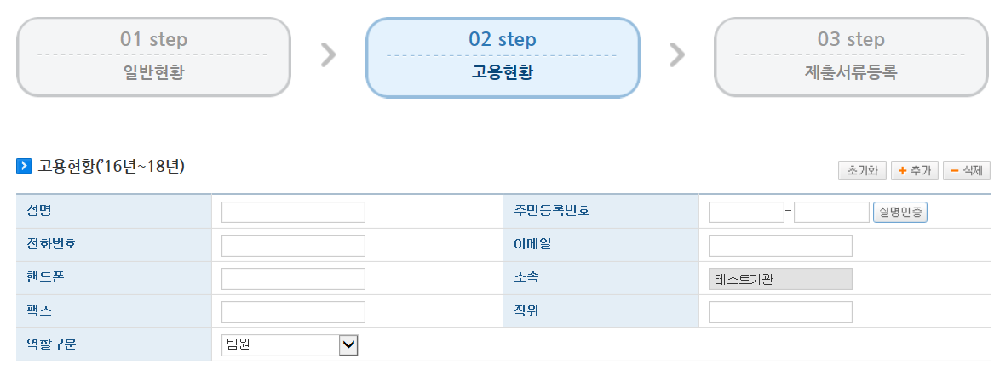 01 step
일반현황
02 step
고용현황
03 step
제출서류등록
고용현황('16년~18년)
초기화 + 추가 - 삭제
성명 주민등록번호 - 실명인증
전화번호 이메일
핸드폰 소속 테스트기관
팩스 직위
역할구분 팀원